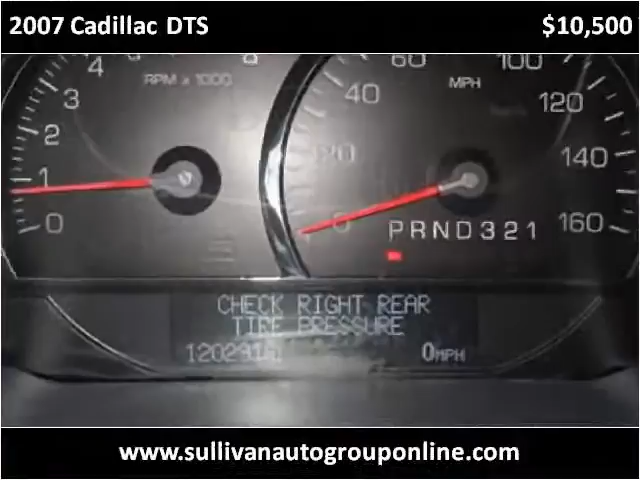 2007 Cadillac DTS $10,500
4 RPM x 1000 60 MPH 100
3 40 120
2 120 140
1
0 0 PRND321 160
CHECK RIGHT REAR
TIRE PRESSURE
0MPH
www.sullivanautogrouponline.com